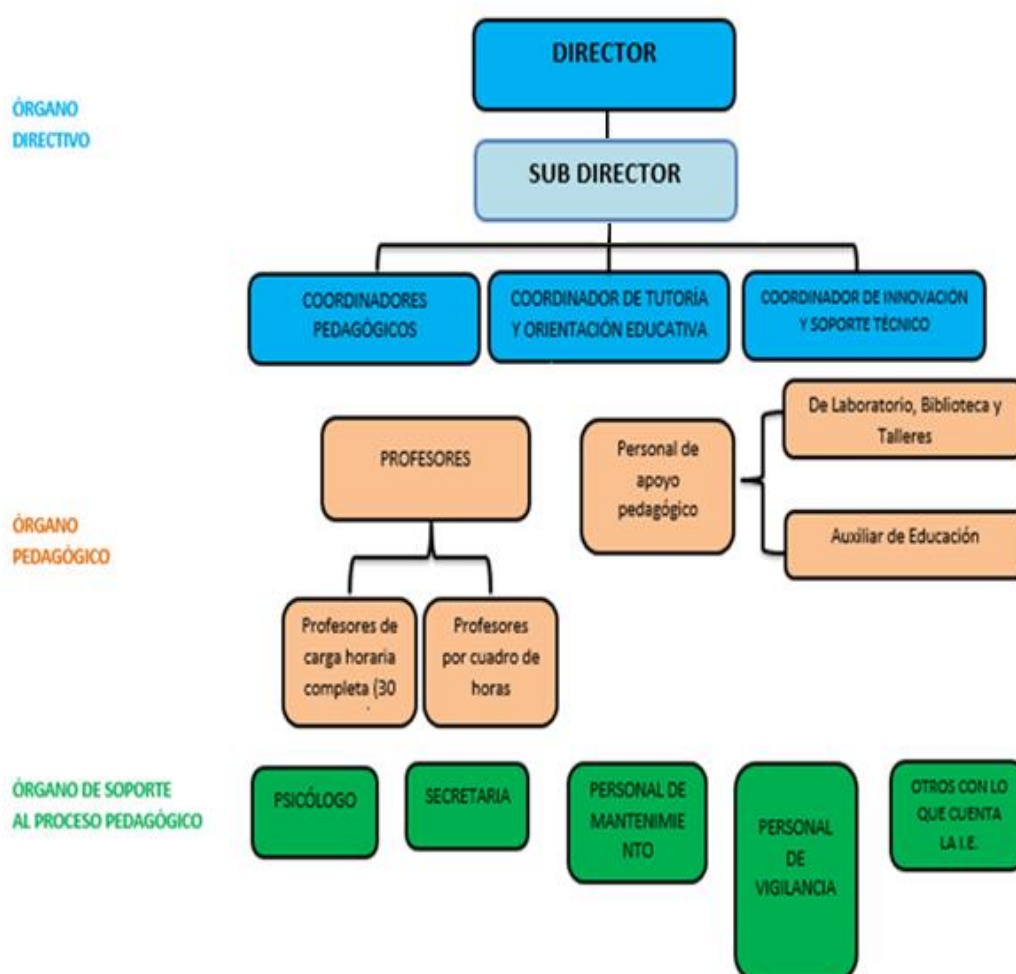 DIRECTOR
ÓRGANO
DIRECTIVO
SUB DIRECTOR
COORDINADORES
PEDAGÓGICOS
COORDINADOR DE TUTORÍA
Y ORIENTACIÓN EDUCATIVA
COORDINADOR DE INNOVACIÓN
Y SOPORTE TÉCNICO
PROFESORES
Personal de
apoyo
pedagógico
De Laboratorio, Biblioteca y
Talleres
Auxiliar de Educación
ÓRGANO
PEDAGÓGICO
Profesores de
carga horaria
completa (30
Profesores
por cuadro de
horas
ÓRGANO DE SOPORTE
AL PROCESO PEDAGÓGICO
PSICÓLOGO
SECRETARIA
PERSONAL DE
MANTENIMIE
NTO
PERSONAL
DE
VIGILANCIA
OTROS CON LO
QUE CUENTA
LA I.E.